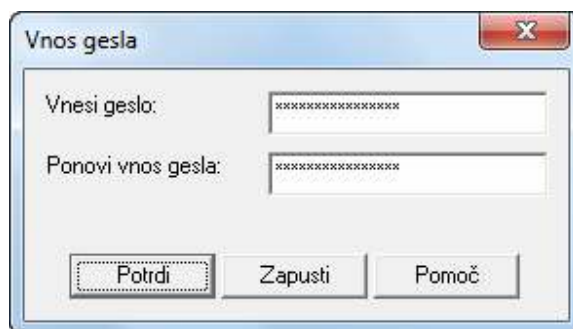 Vnos gesla
Vnesi geslo: ****************
Ponovi vnos gesla: ****************
Potrdi Zapusti Pomoč